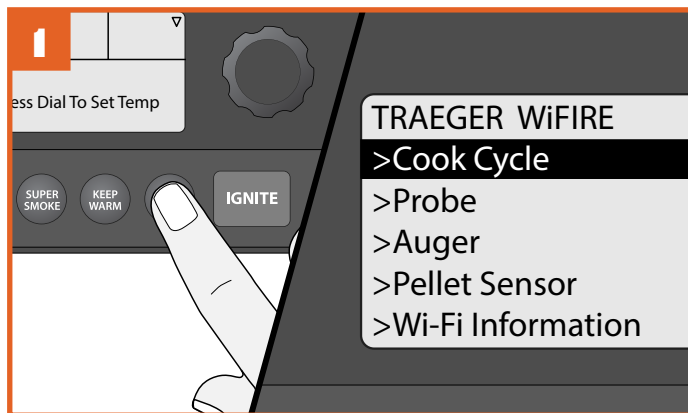 1
ess Dial To Set Temp
SUPER
SMOKE
KEEP
WARM
IGNITE
TRAEGER WiFIRE
>Cook Cycle
>Probe
>Auger
>Pellet Sensor
>Wi-Fi Information